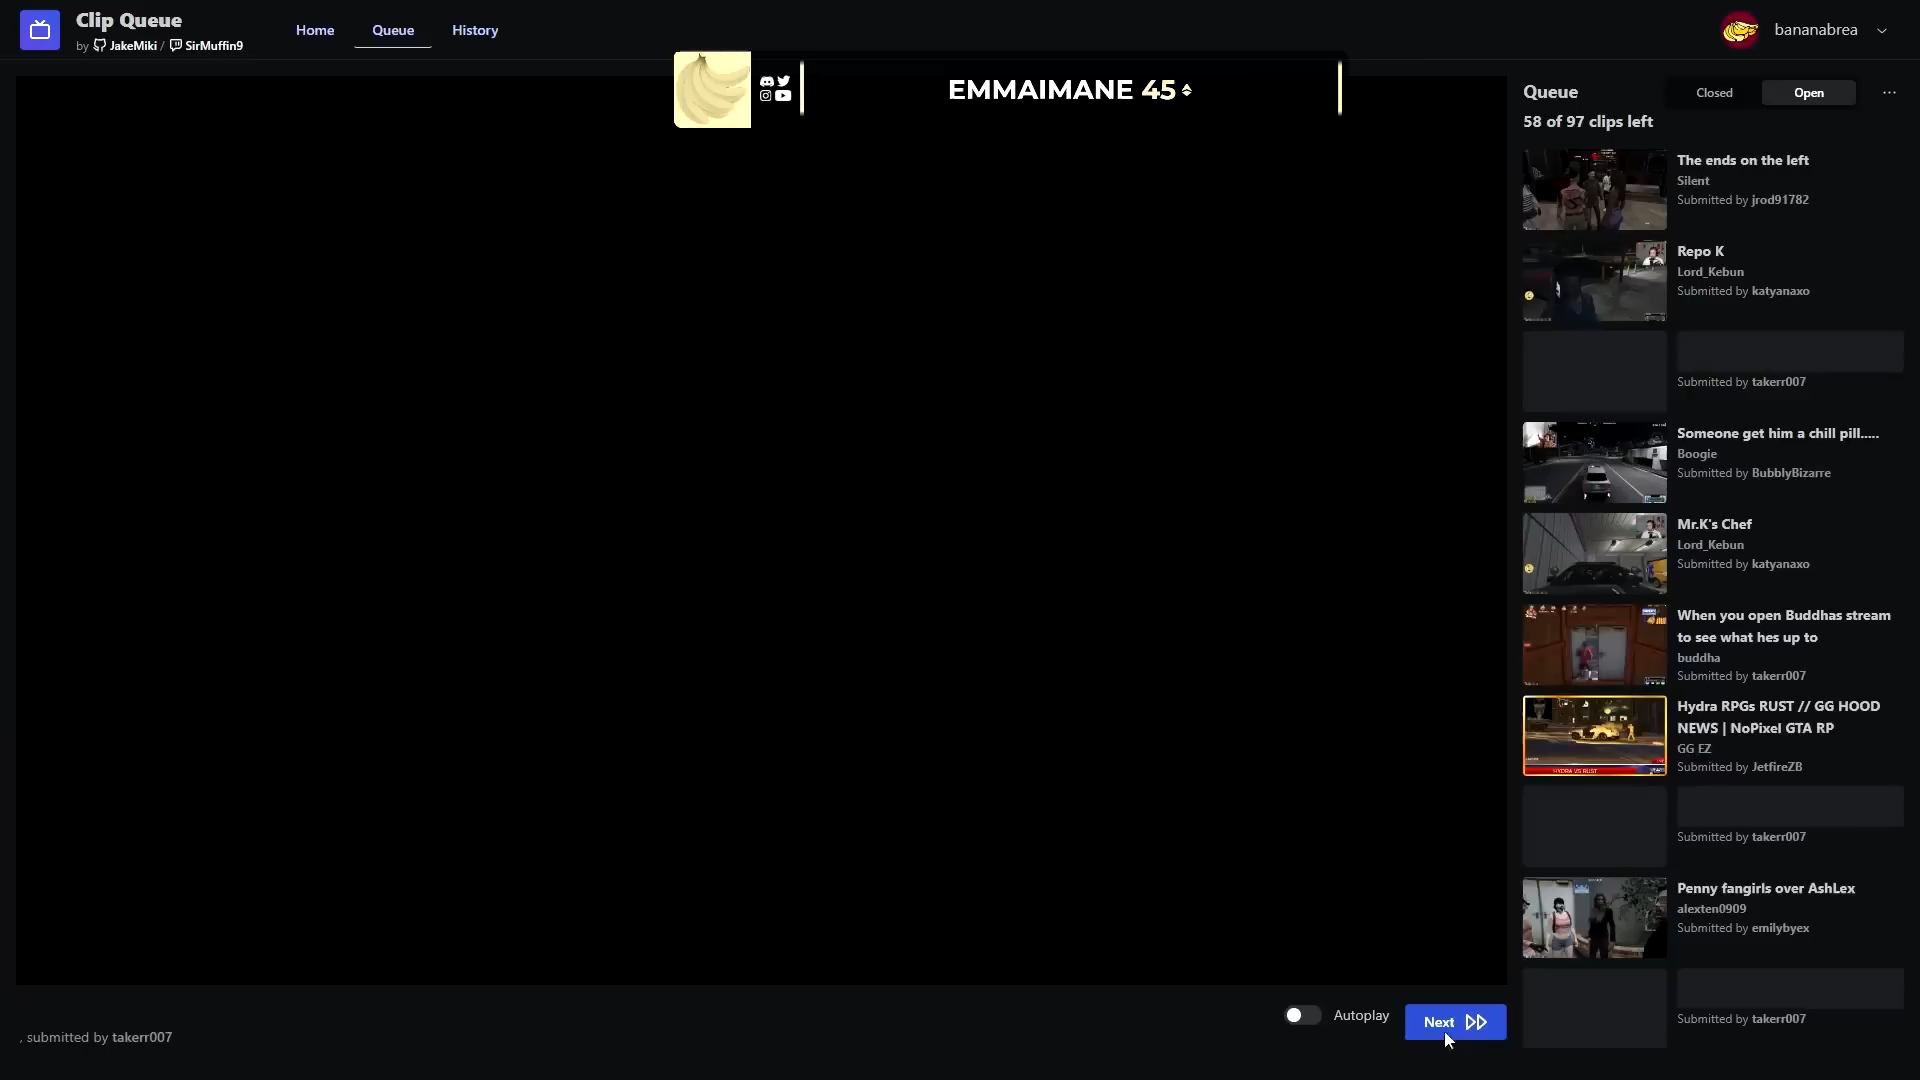 Clip Queue
by JakeMiki / SirMuffin9
Home
Queue
History
bananabrea
EMMAIMANE 45
Queue
Closed
Open
58 of 97 clips left
The ends on the left
Silent
Submitted by jrod91782
Repo K
Lord_Kebun
Submitted by katyanaxo
Submitted by takerr007
Someone get him a chill pill.....
Boogie
Submitted by BubblyBizarre
Mr.K's Chef
Lord_Kebun
Submitted by katyanaxo
When you open Buddhas stream
to see what hes up to
buddha
Submitted by takerr007
Hydra RPGs RUST // GG HOOD
NEWS | NoPixel GTA RP
GG EZ
Submitted by JetfireZB
HYDRA VS RUST
Submitted by takerr007
Penny fangirls over AshLex
alexten0909
Submitted by emilybyex
Submitted by takerr007
, submitted by takerr007
Autoplay
Next